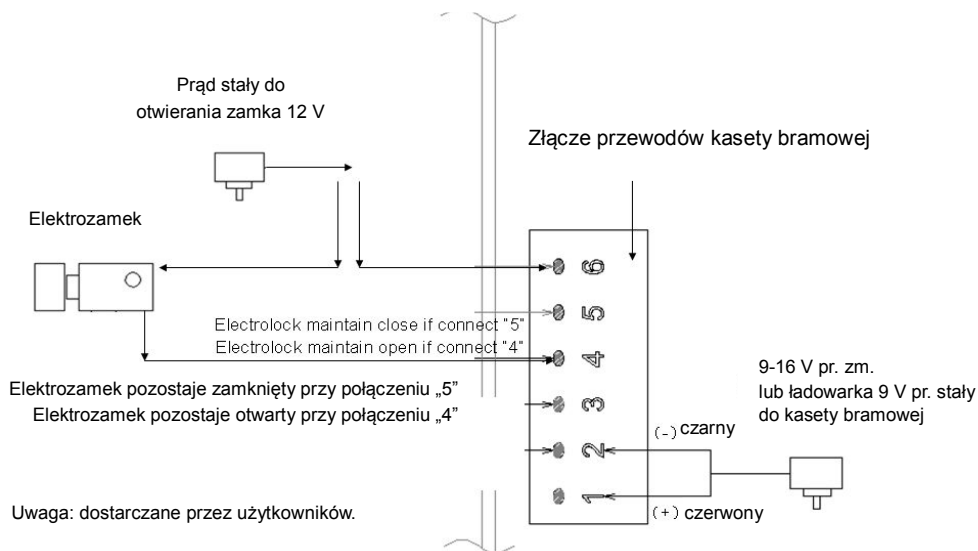 Prąd stały do
otwierania zamka 12 V
Złącze przewodów kasety bramowej
Elektrozamek
6
5
Electrolock maintain close if connect "5"
Electrolock maintain open if connect "4"
4
Elektrozamek pozostaje zamknięty przy połączeniu „5”
Elektrozamek pozostaje otwarty przy połączeniu „4”
3
9-16 V pr. zm.
lub ładowarka 9 V pr. stały
do kasety bramowej
(-) czarny
2
1
(+) czerwony
Uwaga: dostarczane przez użytkowników.